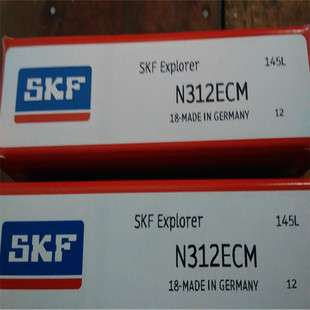 SKF
SKF Explorer 145L
N312ECM
18-MADE IN GERMANY 12
SKF
SKF Explorer 145L
N312ECM
18-MADE IN GERMANY 12